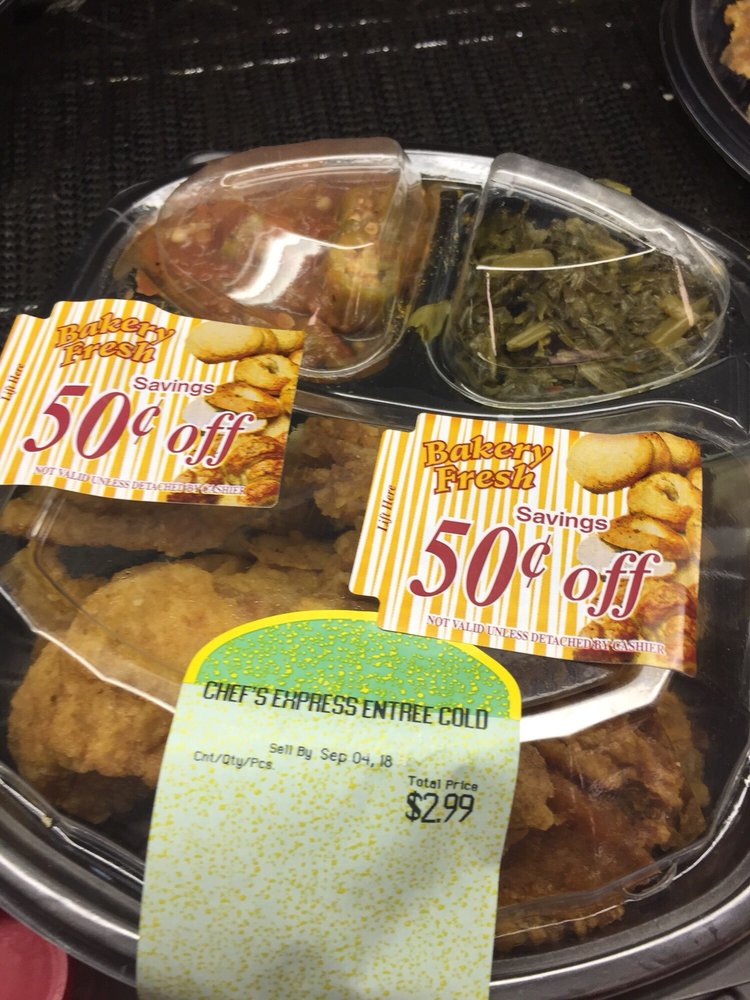 Lift Here
Bakery
Fresh
Savings
50¢ off
NOT VALID UNLESS DETACHED BY CASHIER
Lift Here
Bakery
Fresh
Savings
50¢ off
NOT VALID UNLESS DETACHED BY CASHIER
CHEF'S EXPRESS ENTREE COLD
Sell By Sep 04, 18
Cnt/Qty/Pcs.
Total Price
$2.99